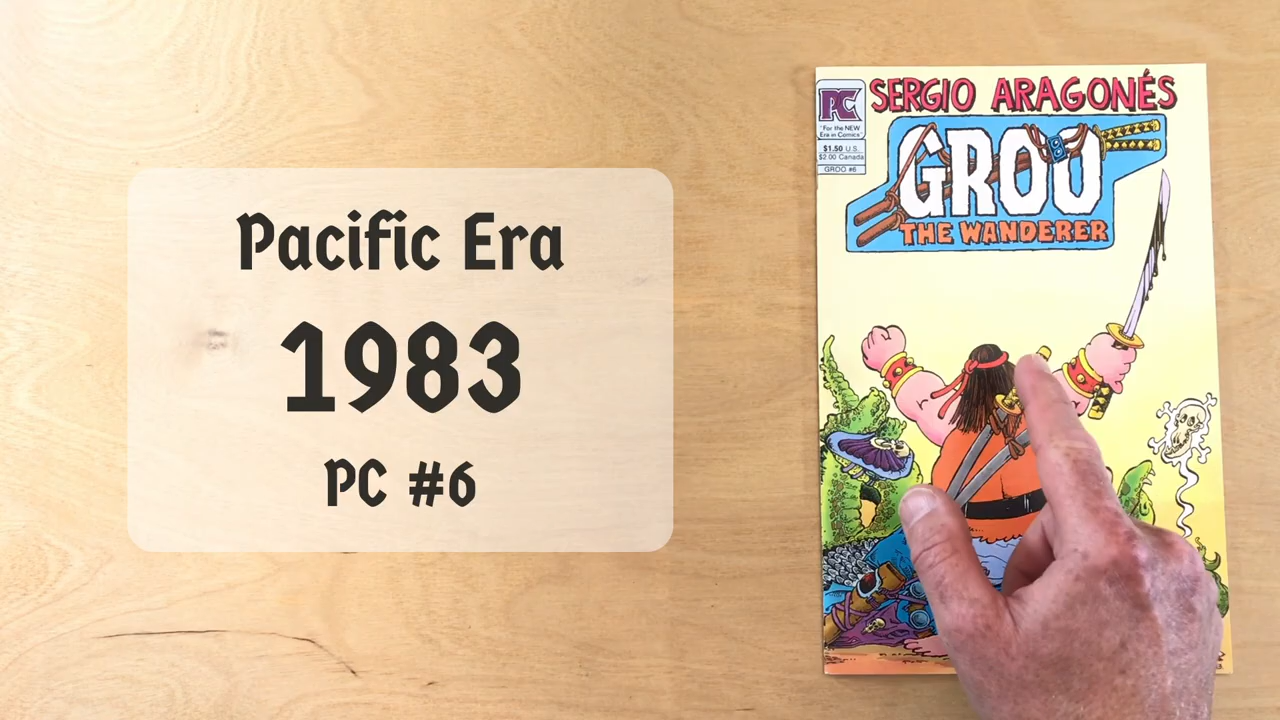 Pacific Era
1983
PC #6
SERGIO ARAGONÉS
PC
"For the NEW
Era in Comics"
$1.50 U.S.
$2.00 Canada
GROO #6
GROO
THE WANDERER